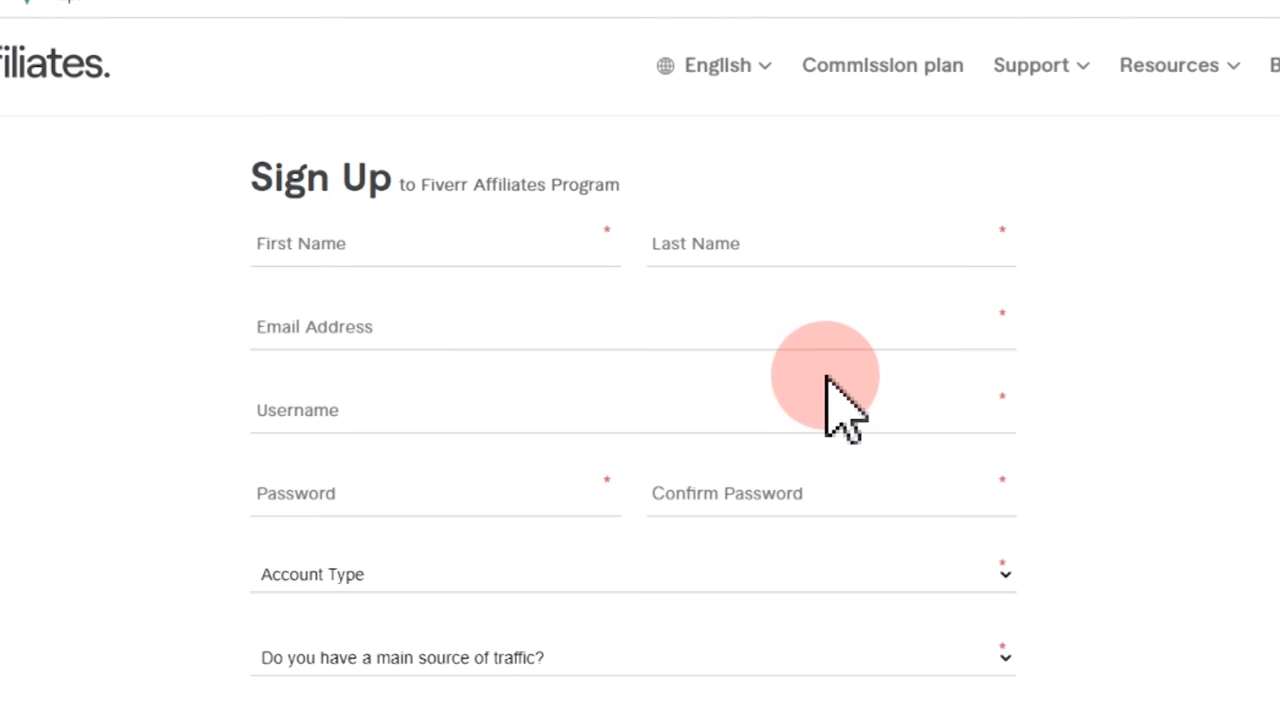 filiates.
English
Commission plan
Support
Resources
Sign Up to Fiverr Affiliates Program
First Name *
Last Name *
Email Address *
Username *
Password *
Confirm Password *
Account Type *
Do you have a main source of traffic? *